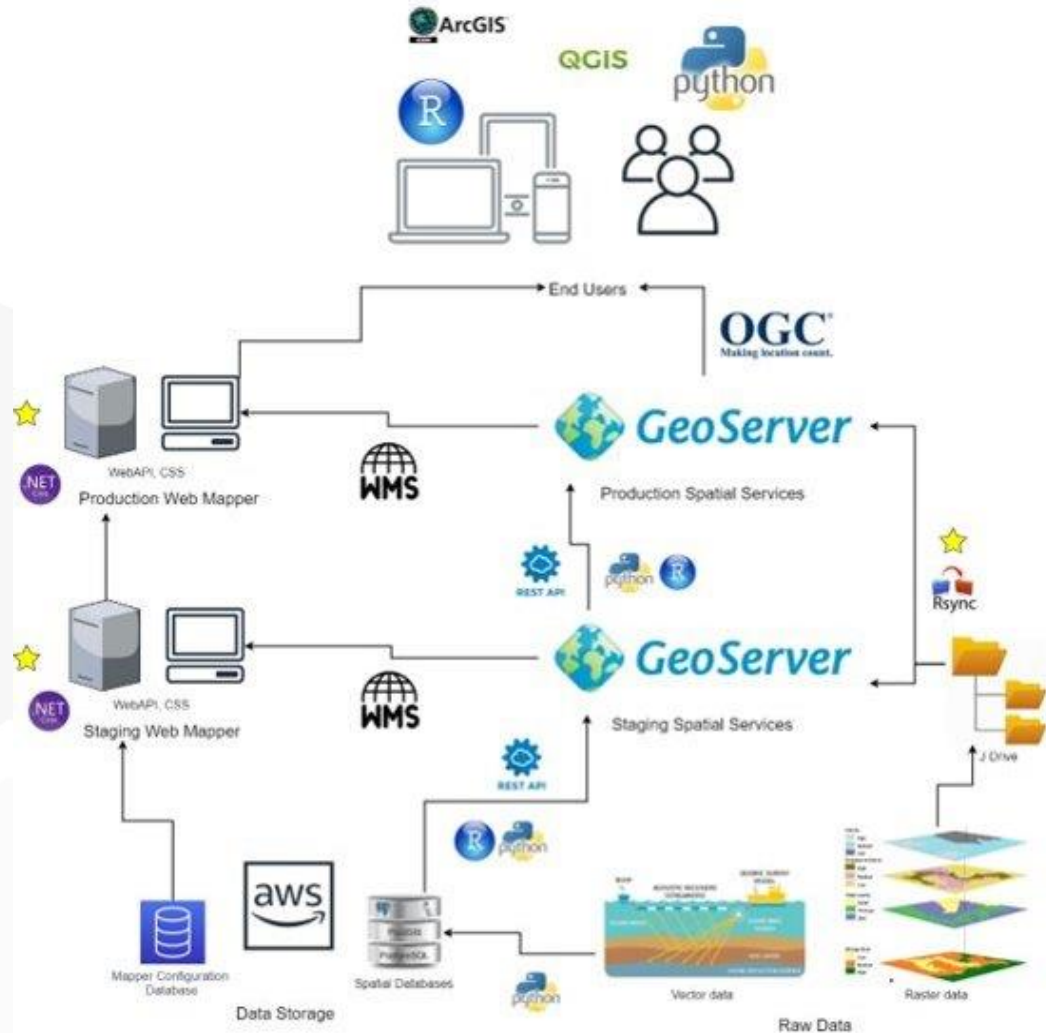 ArcGIS
QGIS
python
R
End Users
OGC®
Making location count.
WebAPI, CSS
.NET
Production Web Mapper
WMS
GeoServer
Production Spatial Services
REST API
python
R
Rsync
WebAPI, CSS
.NET
Staging Web Mapper
WMS
GeoServer
Staging Spatial Services
J Drive
REST API
R
python
aws
Mapper Configuration
Database
PostGIS
PostgreSQL
Spatial Databases
Data Storage
python
Vector data
Raster data
Raw Data